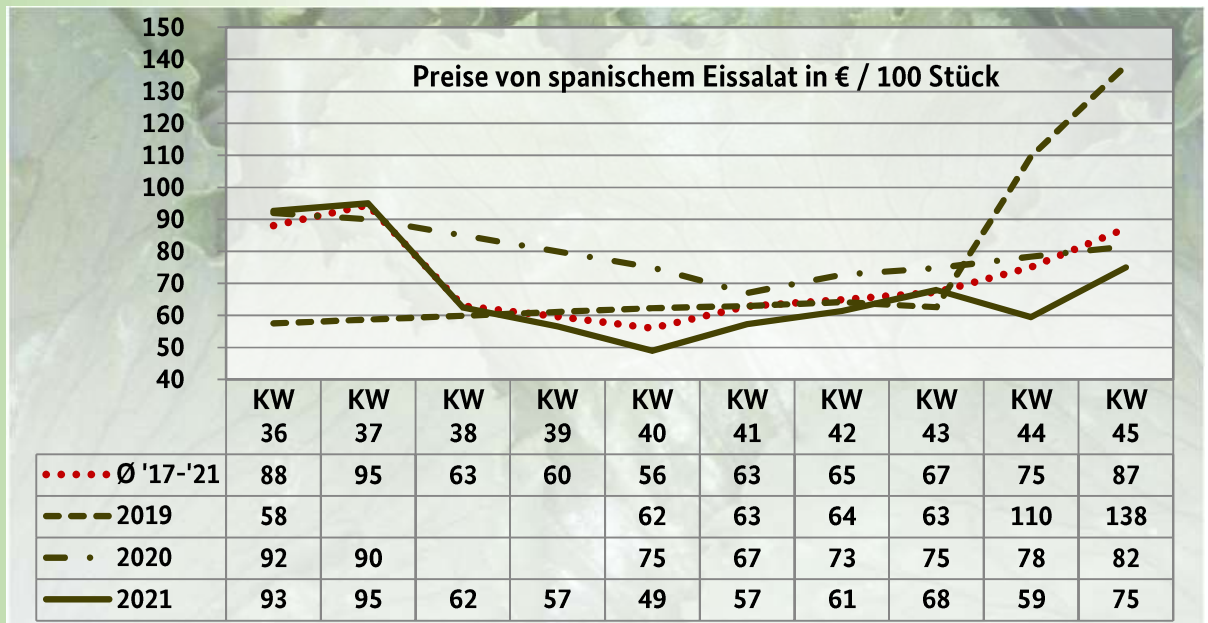 Preise von spanischem Eissalat in € / 100 Stück
150
140
130
120
110
100
90
80
70
60
50
40
KW KW KW KW KW KW KW KW KW KW
36 37 38 39 40 41 42 43 44 45
Ø '17-'21 88 95 63 60 56 63 65 67 75 87
2019 58 62 63 64 63 110 138
2020 92 90 75 67 73 75 78 82
2021 93 95 62 57 49 57 61 68 59 75